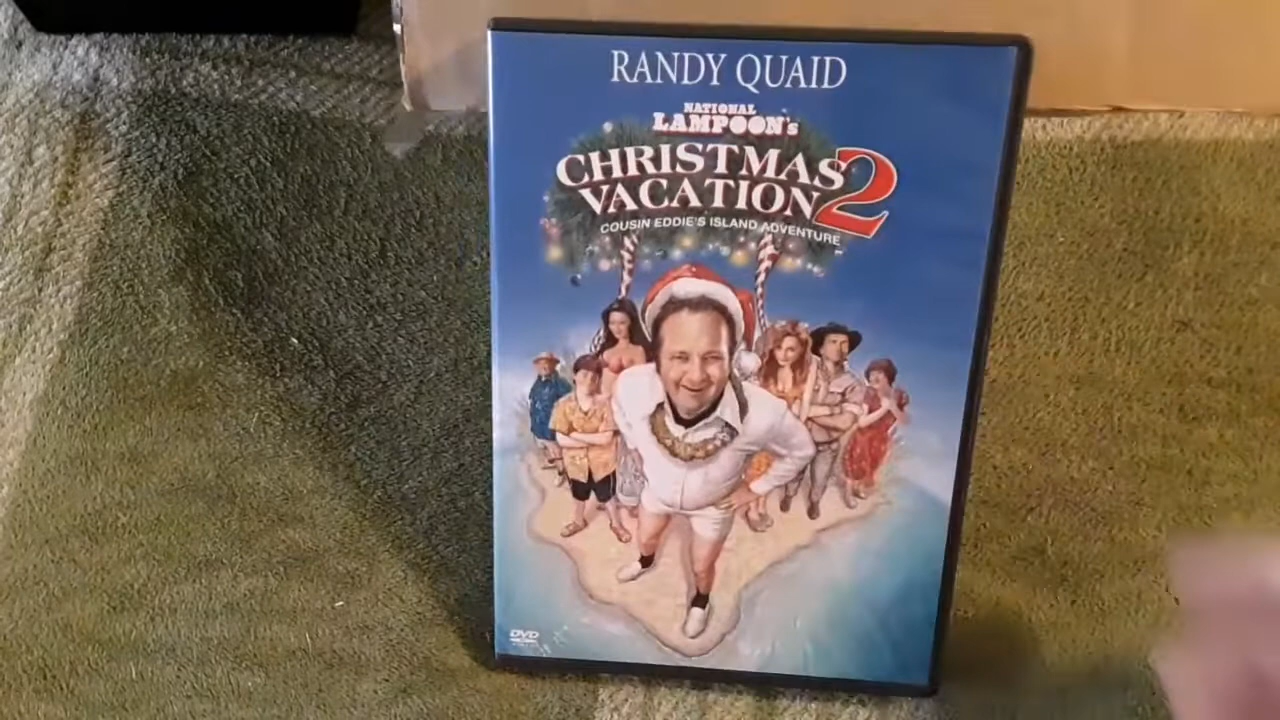 RANDY QUAID
NATIONAL
LAMPOON'S
CHRISTMAS
VACATION 2
COUSIN EDDIE'S ISLAND ADVENTURE
DVD